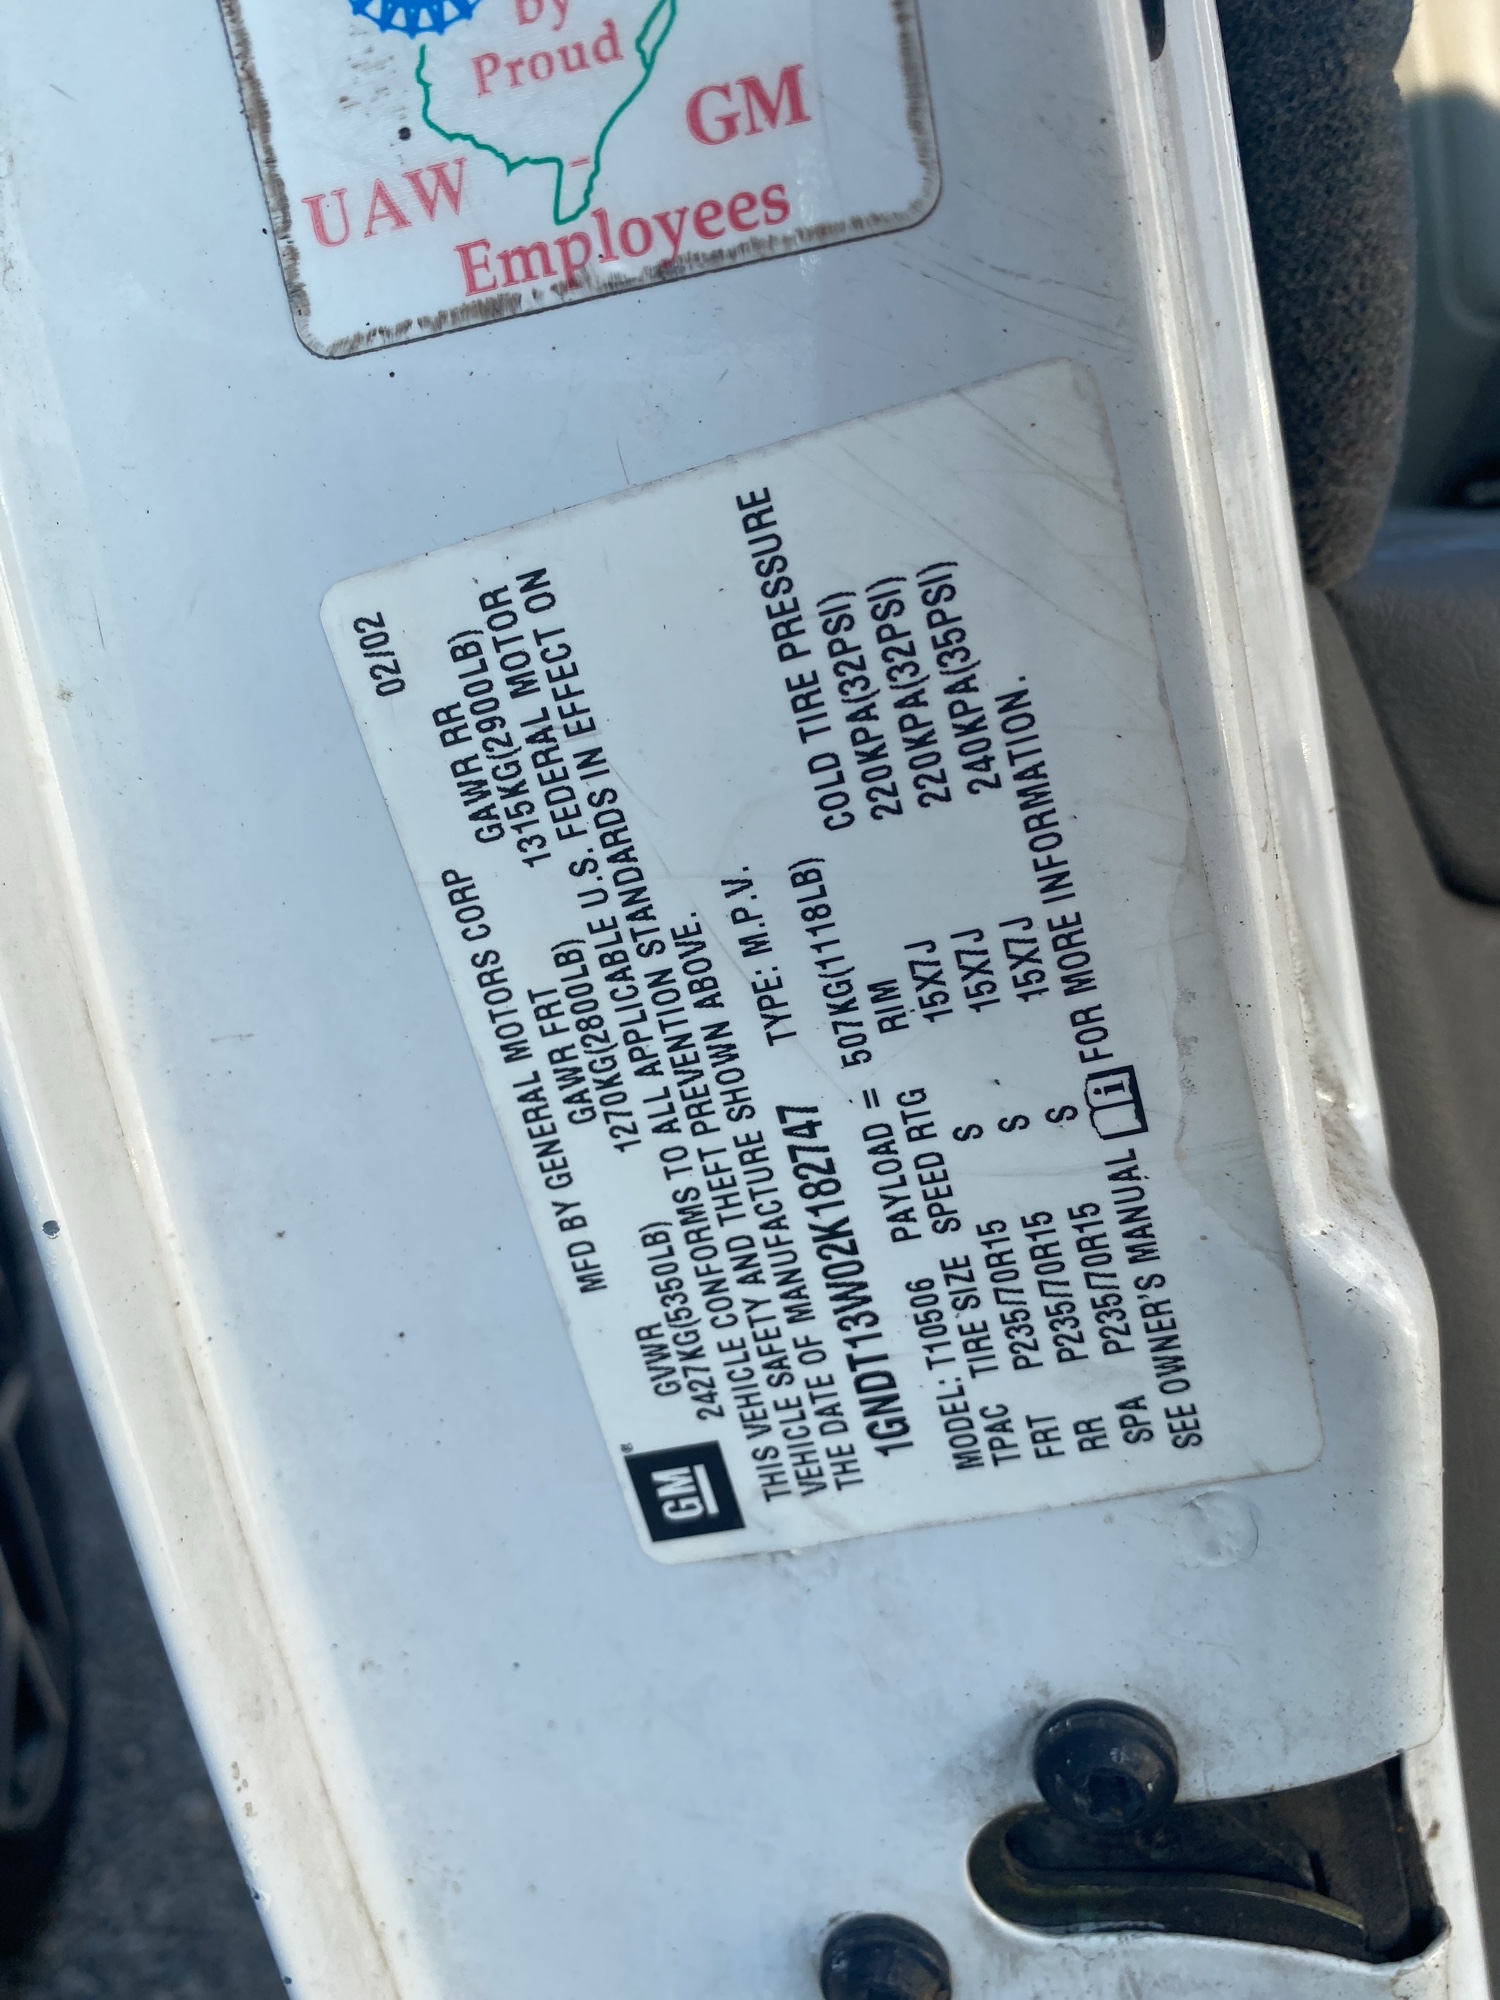 by
Proud
UAW - GM
Employees
MFD BY GENERAL MOTORS CORP 02/02
GVWR GAWR FRT GAWR RR
2427KG(5350LB) GAWR FRT GAWR RR
1270KG(2800LB) 1315KG(2900LB)
THIS VEHICLE CONFORMS TO ALL APPLICABLE U.S. FEDERAL MOTOR
VEHICLE SAFETY AND THEFT PREVENTION STANDARDS IN EFFECT ON
THE DATE OF MANUFACTURE SHOWN ABOVE.
1GNDT13W02K182747 TYPE: M.P.V.
MODEL: T10506 PAYLOAD = 507KG(1118LB)
TPAC TIRE SIZE SPEED RTG RIM COLD TIRE PRESSURE
FRT P235/70R15 S 15X7J 220KPA(32PSI)
RR P235/70R15 S 15X7J 220KPA(32PSI)
SPA P235/70R15 S 15X7J 240KPA(35PSI)
SEE OWNER'S MANUAL i FOR MORE INFORMATION.
GM®